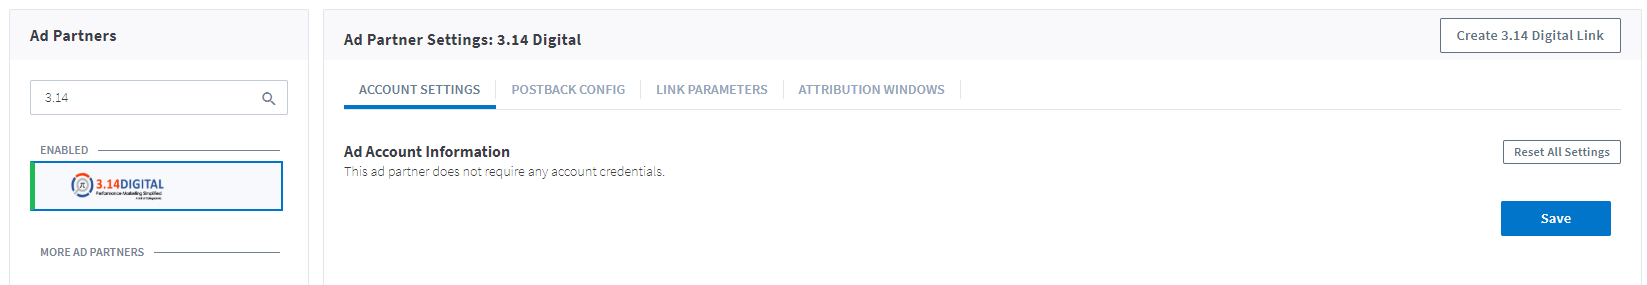 Ad Partners
3.14
ENABLED
3.14DIGITAL
Performance Marketing Simplified
MORE AD PARTNERS
Ad Partner Settings: 3.14 Digital
Create 3.14 Digital Link
ACCOUNT SETTINGS
POSTBACK CONFIG
LINK PARAMETERS
ATTRIBUTION WINDOWS
Ad Account Information
Reset All Settings
This ad partner does not require any account credentials.
Save